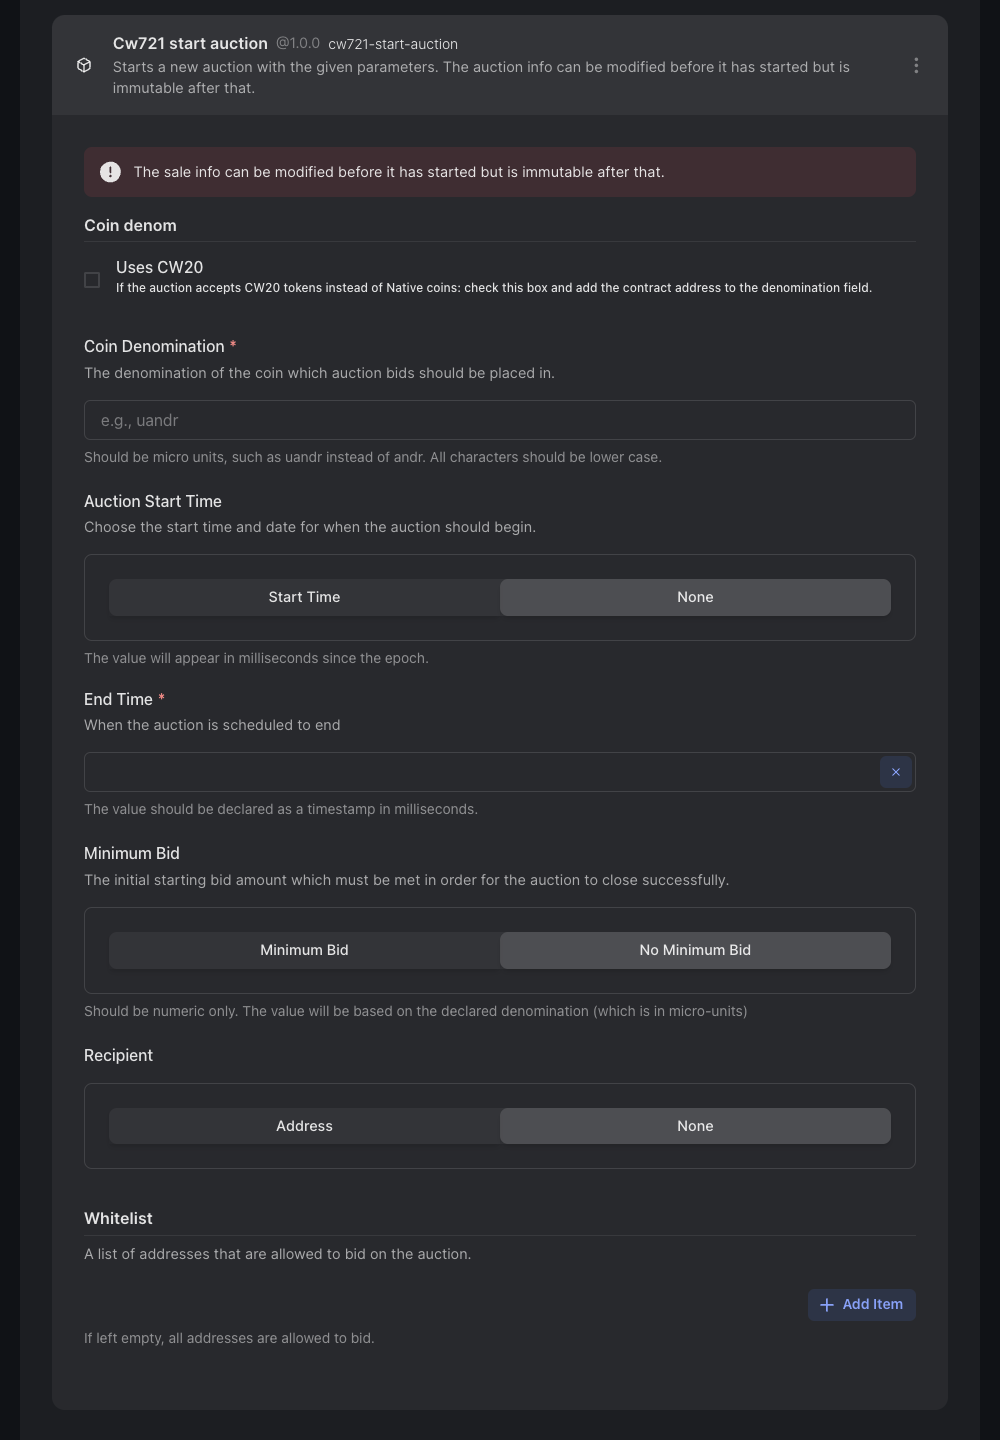 Cw721 start auction @1.0.0 cw721-start-auction
Starts a new auction with the given parameters. The auction info can be modified before it has started but is
immutable after that.
The sale info can be modified before it has started but is immutable after that.
Coin denom
Uses CW20
If the auction accepts CW20 tokens instead of Native coins: check this box and add the contract address to the denomination field.
Coin Denomination *
The denomination of the coin which auction bids should be placed in.
e.g., uandr
Should be micro units, such as uandr instead of andr. All characters should be lower case.
Auction Start Time
Choose the start time and date for when the auction should begin.
Start Time None
The value will appear in milliseconds since the epoch.
End Time *
When the auction is scheduled to end
The value should be declared as a timestamp in milliseconds.
Minimum Bid
The initial starting bid amount which must be met in order for the auction to close successfully.
Minimum Bid No Minimum Bid
Should be numeric only. The value will be based on the declared denomination (which is in micro-units)
Recipient
Address None
Whitelist
A list of addresses that are allowed to bid on the auction.
Add Item
If left empty, all addresses are allowed to bid.